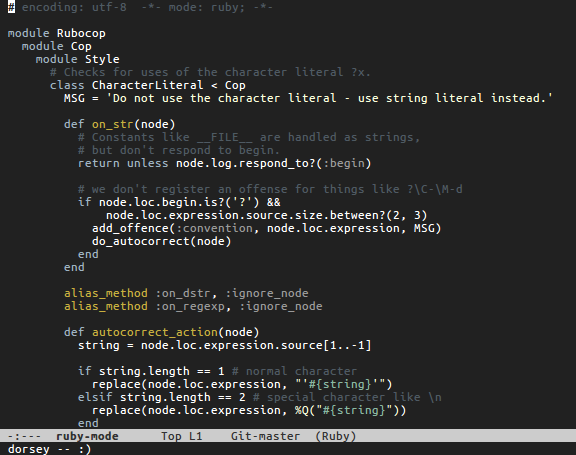 # encoding: utf-8  -*- mode: ruby; -*-

module Rubocop
  module Cop
    module Style
      # Checks for uses of the character literal ?x.
      class CharacterLiteral < Cop
        MSG = 'Do not use the character literal - use string literal instead.'

        def on_str(node)
          # Constants like __FILE__ are handled as strings,
          # but don't respond to begin.
          return unless node.log.respond_to?(:begin)

          # we don't register an offense for things like ?\C-\M-d
          if node.loc.begin.is?('?') &&
              node.loc.expression.source.size.between?(2, 3)
            add_offence(:convention, node.loc.expression, MSG)
            do_autocorrect(node)
          end
        end

        alias_method :on_dstr, :ignore_node
        alias_method :on_regexp, :ignore_node

        def autocorrect_action(node)
          string = node.loc.expression.source[1..-1]

          if string.length == 1 # normal character
            replace(node.loc.expression, "'#{string}'")
          elsif string.length == 2 # special character like \n
            replace(node.loc.expression, %Q("#{string}"))
          end
-:---  ruby-mode      Top L1    Git-master  (Ruby)
dorsey -- :)